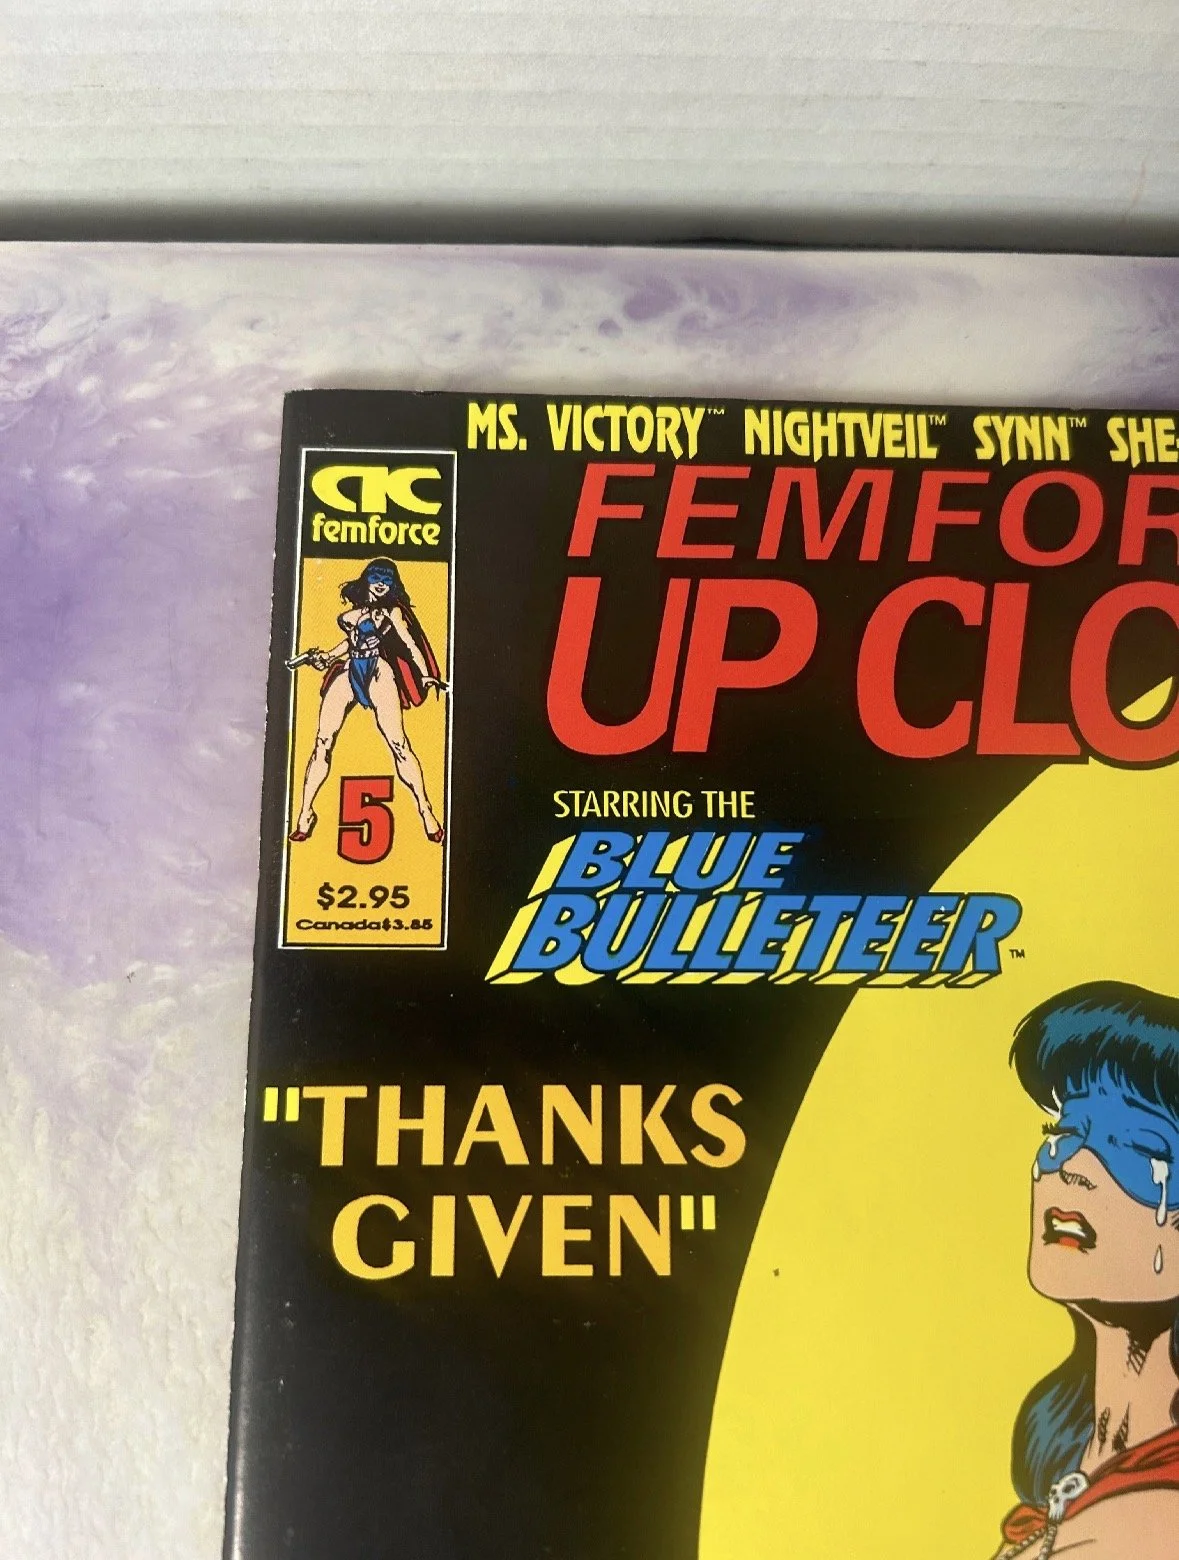 MS. VICTORY™ NIGHTVEIL™ SYNN™ SHE-
AC
femforce
FEMFOR
UP CLO
5
$2.95
Canada$3.85
STARRING THE
BLUE
BULLETEER™
"THANKS
GIVEN"